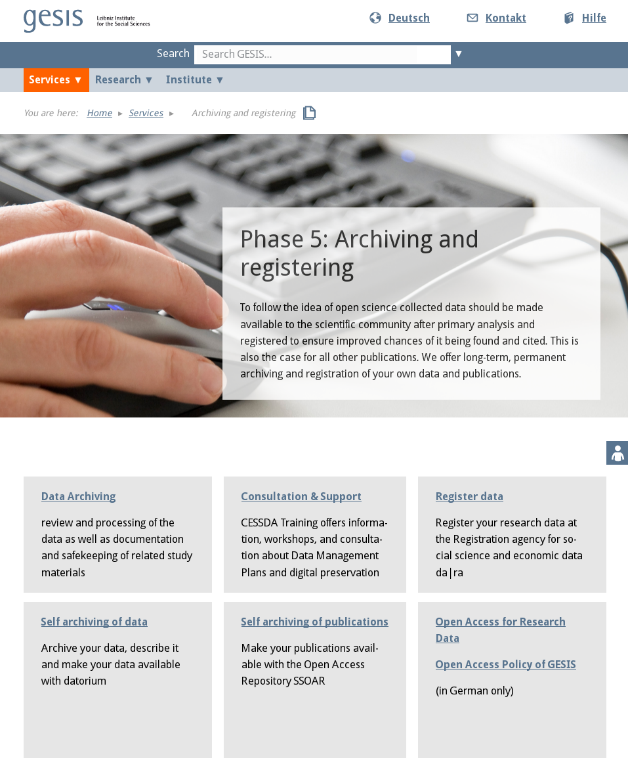 gesis
Leibniz Institute
for the Social Sciences
Deutsch
Kontakt
Hilfe
Search
Search GESIS...
▼
Services ▼
Research ▼
Institute ▼
You are here: Home ▸ Services ▸ Archiving and registering
Phase 5: Archiving and
registering
To follow the idea of open science collected data should be made
available to the scientific community after primary analysis and
registered to ensure improved chances of it being found and cited. This is
also the case for all other publications. We offer long-term, permanent
archiving and registration of your own data and publications.
Data Archiving
review and processing of the
data as well as documentation
and safekeeping of related study
materials
Consultation & Support
CESSDA Training offers informa-
tion, workshops, and consulta-
tion about Data Management
Plans and digital preservation
Register data
Register your research data at
the Registration agency for so-
cial science and economic data
da|ra
Self archiving of data
Archive your data, describe it
and make your data available
with datorium
Self archiving of publications
Make your publications avail-
able with the Open Access
Repository SSOAR
Open Access for Research
Data
Open Access Policy of GESIS
(in German only)